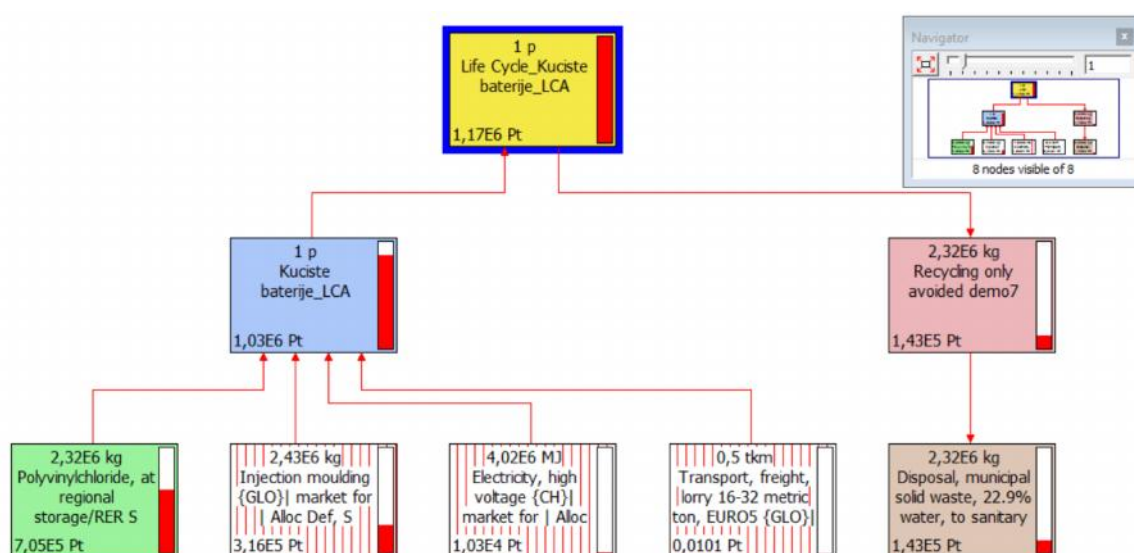 1 p
Life Cycle_Kuciste
baterije_LCA
1,17E6 Pt
Navigator
x
1
8 nodes visible of 8
1 p
Kuciste
baterije_LCA
1,03E6 Pt
2,32E6 kg
Recycling only
avoided demo7
1,43E5 Pt
2,32E6 kg
Polyvinylchloride, at
regional
storage/RER S
7,05E5 Pt
2,43E6 kg
Injection moulding
{GLO}| market for
| Alloc Def, S
3,16E5 Pt
4,02E6 MJ
Electricity, high
voltage {CH}|
market for | Alloc
1,03E4 Pt
0,5 tkm
Transport, freight,
lorry 16-32 metric
ton, EURO5 {GLO}|
0,0101 Pt
2,32E6 kg
Disposal, municipal
solid waste, 22.9%
water, to sanitary
1,43E5 Pt